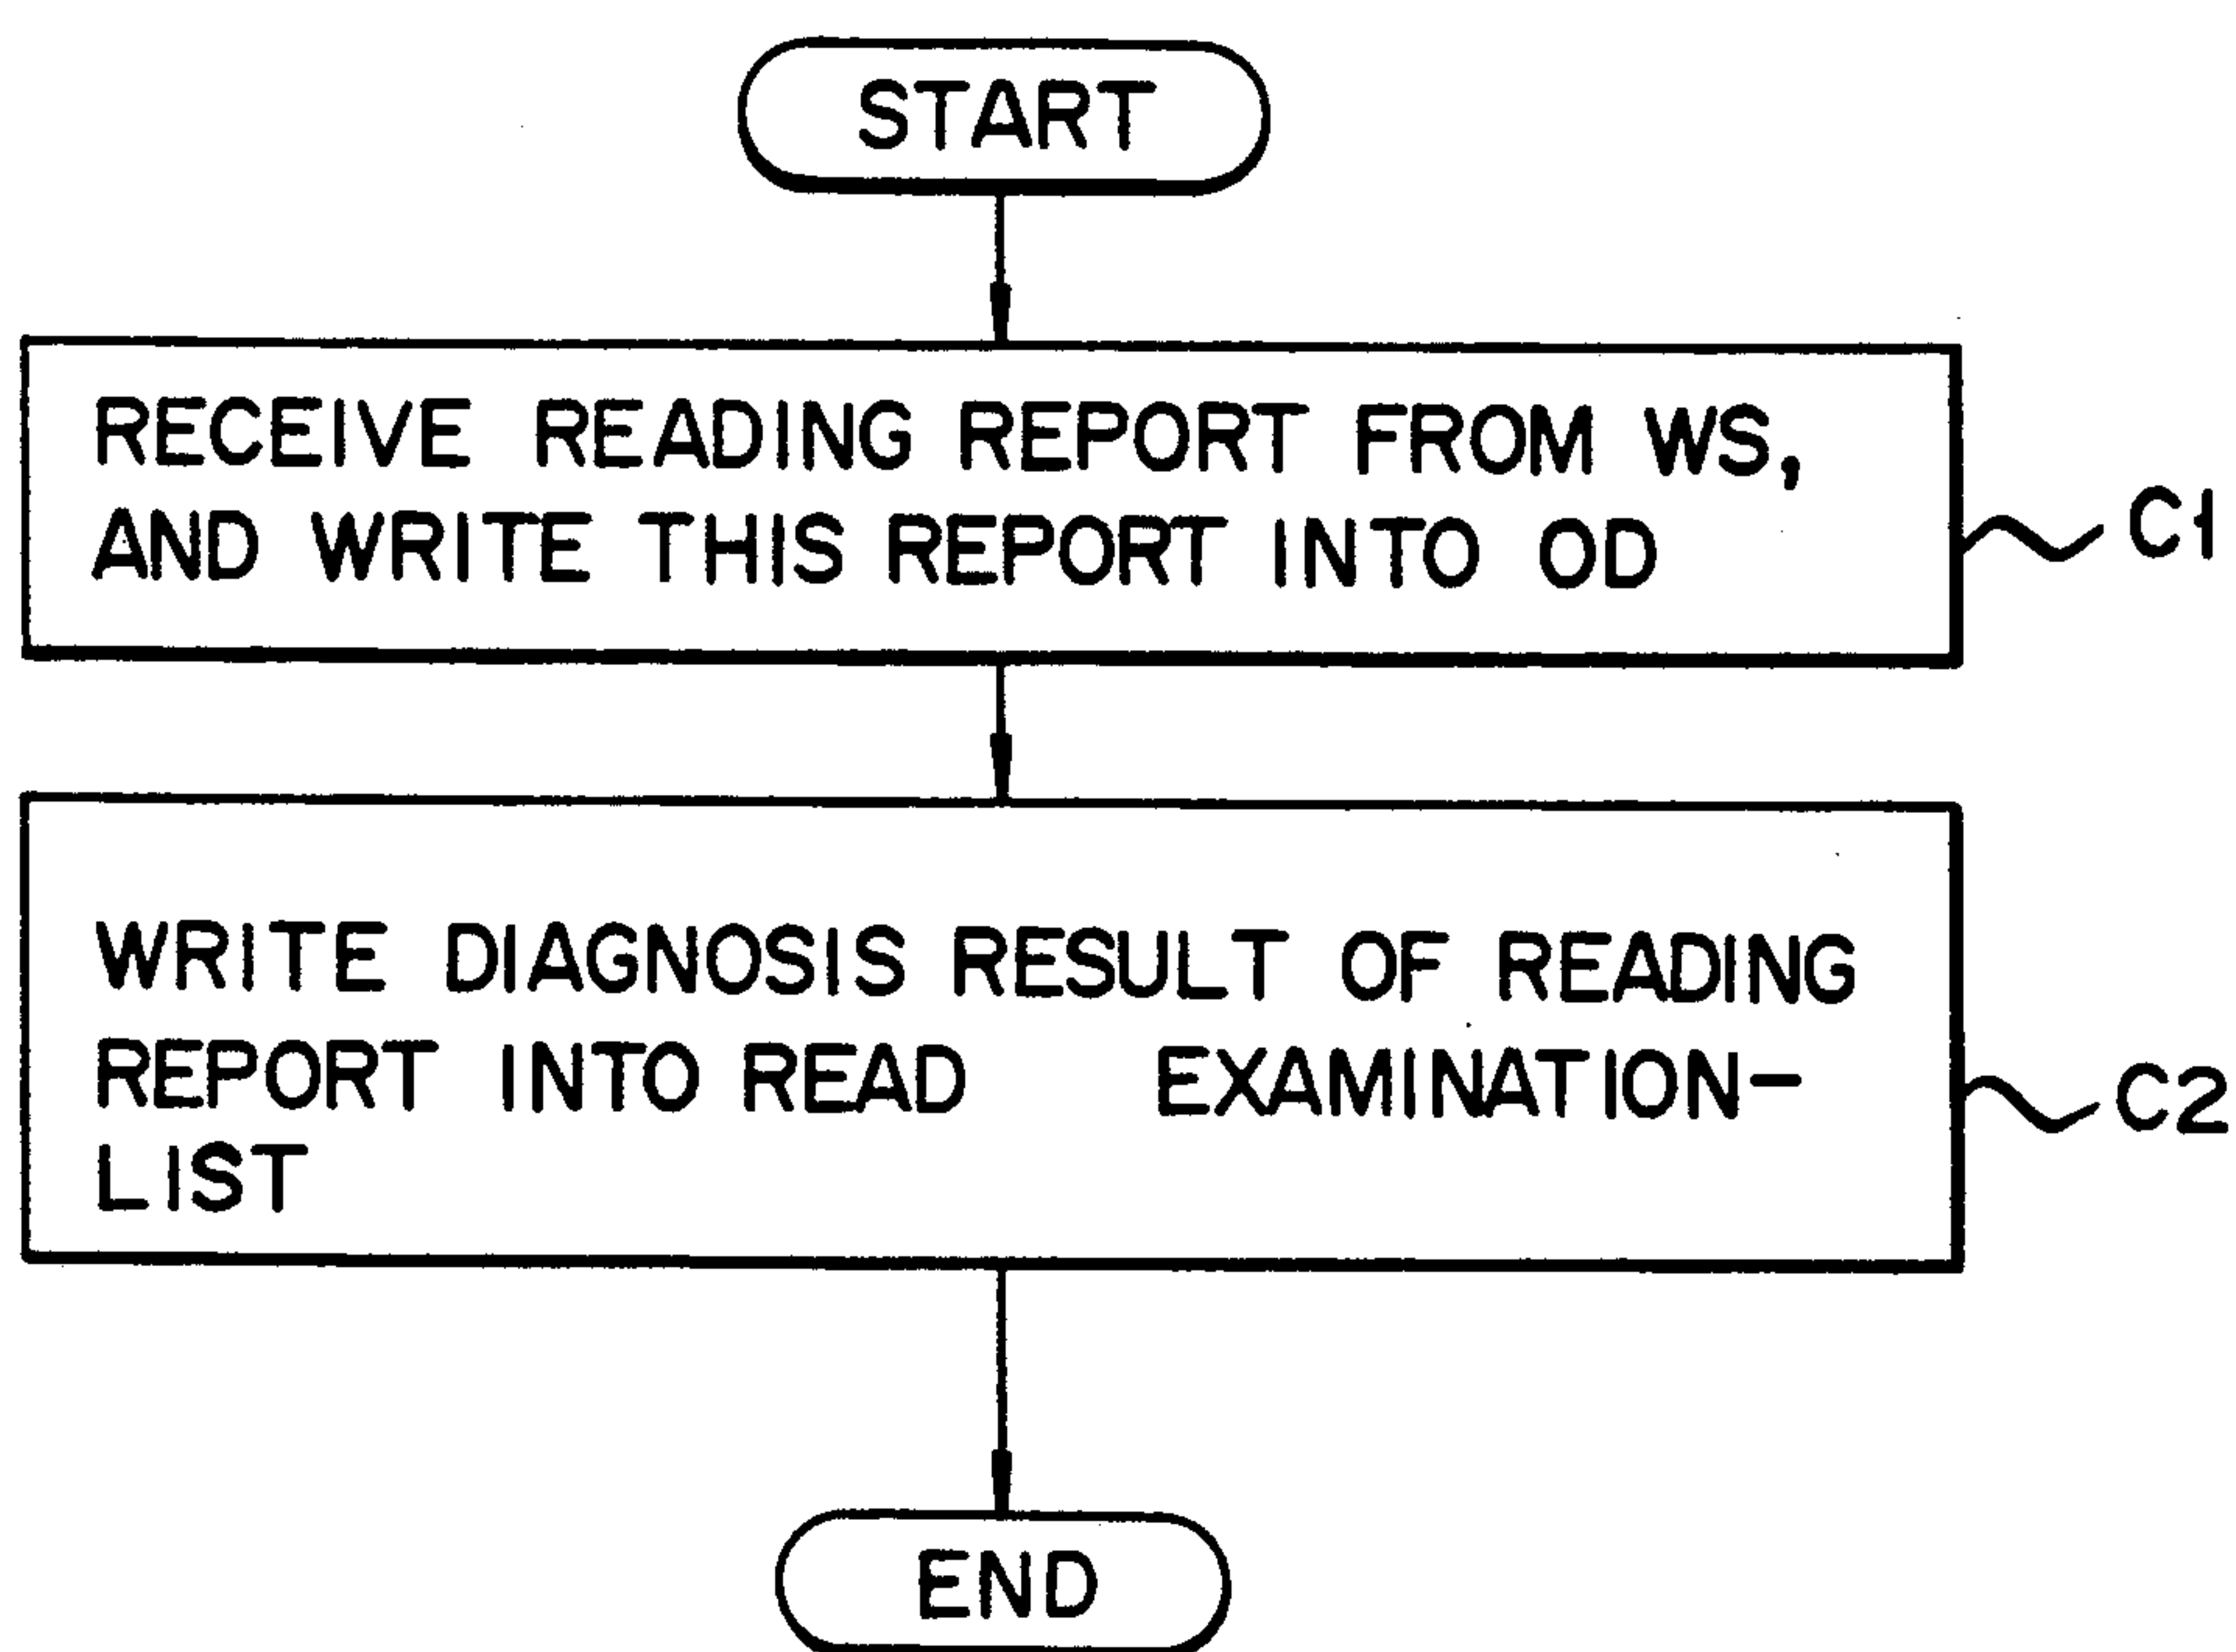 START
RECEIVE READING REPORT FROM WS,
AND WRITE THIS REPORT INTO OD
C1
WRITE DIAGNOSIS RESULT OF READING
REPORT INTO READ EXAMINATION-
LIST
C2
END